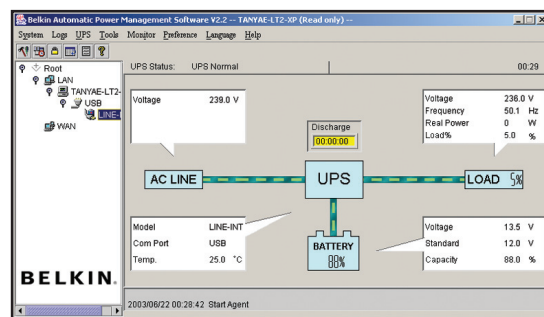 Belkin Automatic Power Management Software V2.2 -- TANYAE-LT2-XP (Read only) --
System Logs UPS Tools Monitor Preference Language Help
Root
LAN
TANYAE-LT2-
USB
LINE-I
WAN
BELKIN.
UPS Status: UPS Normal 00:29
Voltage 239.0 V
Discharge
00:00:00
Voltage 236.0 V
Frequency 50.1 Hz
Real Power 0 W
Load% 5.0 %
AC LINE
UPS
LOAD 5%
Model LINE-INT
Com Port USB
Temp. 25.0 °C
BATTERY
88%
Voltage 13.5 V
Standard 12.0 V
Capacity 88.0 %
2003/06/22 00:28:42 Start Agent